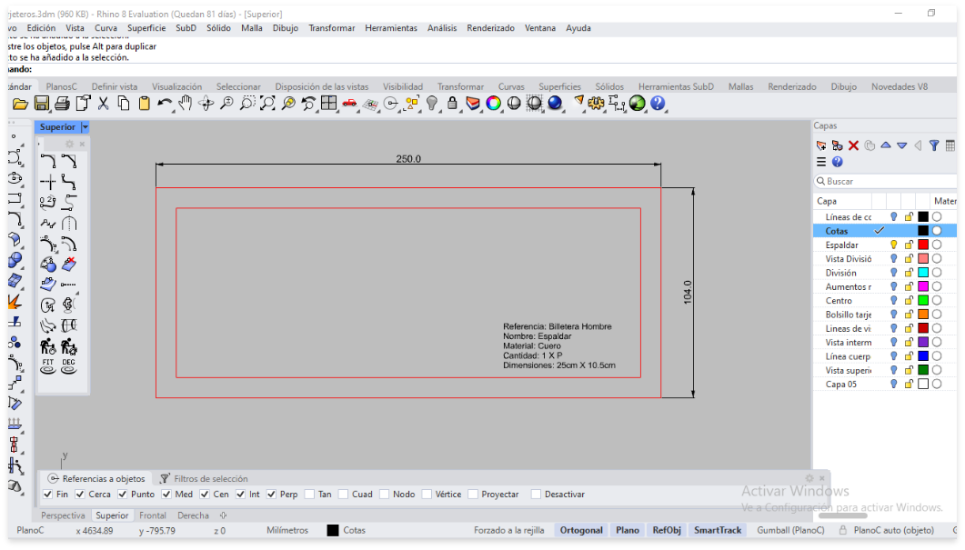 jeteros.3dm (960 KB) - Rhino 8 Evaluation (Quedan 81 días) - [Superior]
vo Edición Vista Curva Superficie SubD Sólido Malla Dibujo Transformar Herramientas Análisis Renderizado Ventana Ayuda
stre los objetos, pulse Alt para duplicar
to se ha añadido a la selección.
ando:
ándar PlanosC Definir vista Visualización Seleccionar Disposición de las vistas Visibilidad Transformar Curvas Superficies Sólidos Herramientas SubD Mallas Renderizado Dibujo Novedades V8
Superior
Capas
Buscar
Capa Mater
Líneas de cc
Cotas
Espaldar
Vista Divisió
División
Aumentos r
Centro
Bolsillo tarje
Lineas de vi
Vista interm
Línea cuerp
Vista superi
Capa 05
250.0
104.0
Referencia: Billetera Hombre
Nombre: Espaldar
Material: Cuero
Cantidad: 1 X P
Dimensiones: 25cm X 10.5cm
FIT DEC
y
Referencias a objetos Filtros de selección
Fin Cerca Punto Med Cen Int Perp Tan Cuad Nodo Vértice Proyectar Desactivar
Activar Windows
Ve a Configuración para activar Windows.
Perspectiva Superior Frontal Derecha
PlanoC x 4634.89 y -795.79 z 0 Milímetros Cotas Forzado a la rejilla Ortogonal Plano RefObj SmartTrack Gumball (PlanoC) PlanoC auto (objeto)